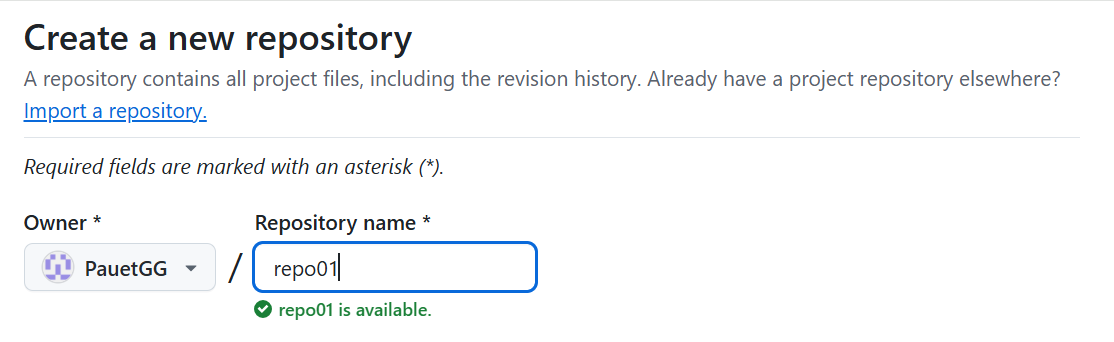 Create a new repository
A repository contains all project files, including the revision history. Already have a project repository elsewhere?
Import a repository.
Required fields are marked with an asterisk (*).
Owner *
Repository name *
PauetGG
/
repo01
repo01 is available.